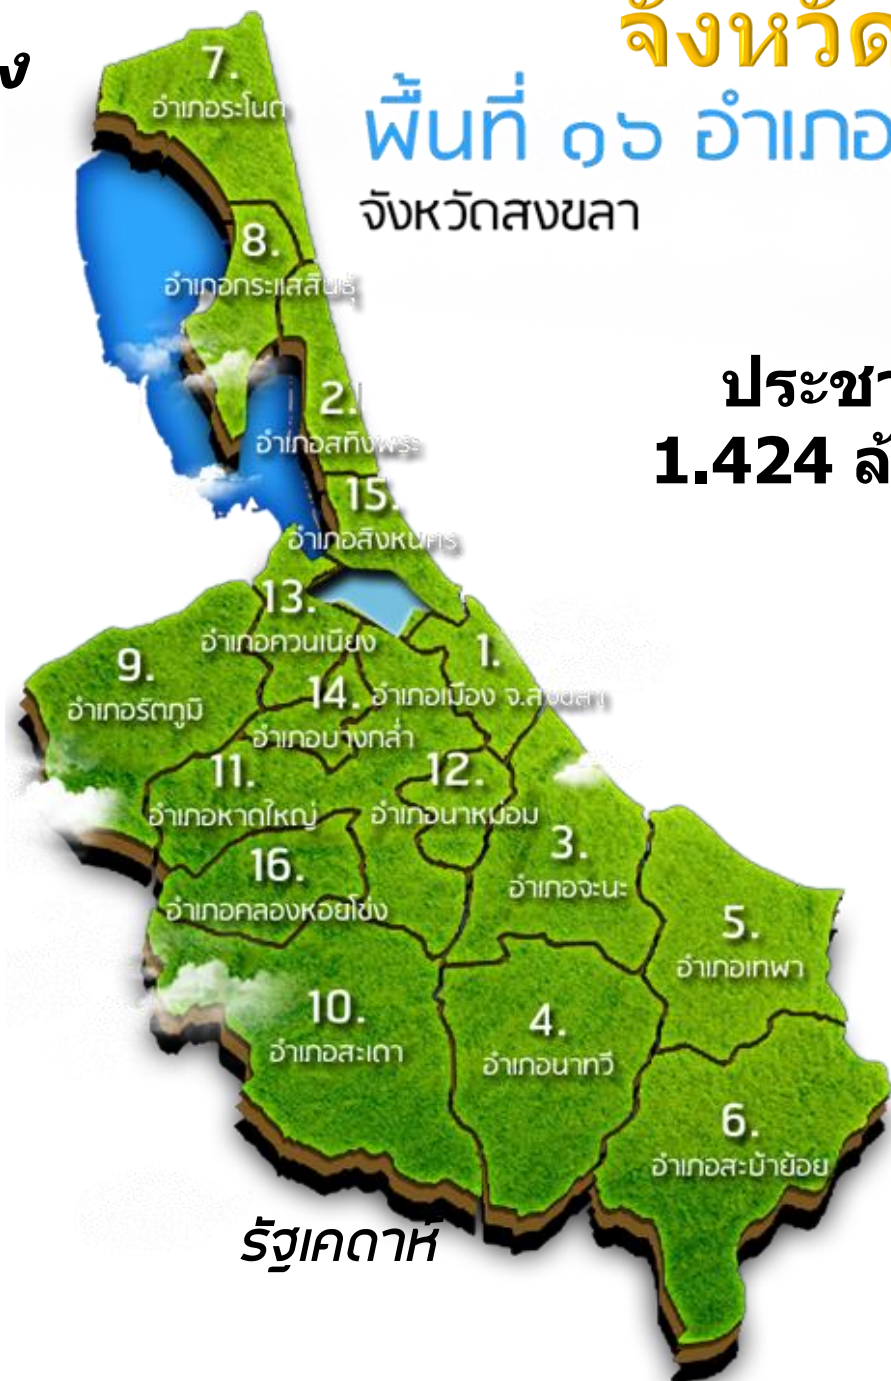 จังหวัด
ง
พื้นที่ ๑๖ อำเภอ
จังหวัดสงขลา
7.
อำเภอระโนด
8.
อำเภอกระแสสินธุ์
ประชา
1.424 ล้
2.
อำเภอสทิงพระ
15.
อำเภอสิงหนคร
13.
อำเภอควนเนียง
1.
อำเภอเมือง จ.สงขลา
9.
อำเภอรัตภูมิ
14.
อำเภอบางกล่ำ
11.
อำเภอหาดใหญ่
12.
อำเภอนาหม่อม
3.
อำเภอจะนะ
16.
อำเภอคลองหอยโข่ง
5.
อำเภอเทพา
10.
อำเภอสะเดา
4.
อำเภอนาทวี
6.
อำเภอสะบ้าย้อย
รัฐเคดาห์